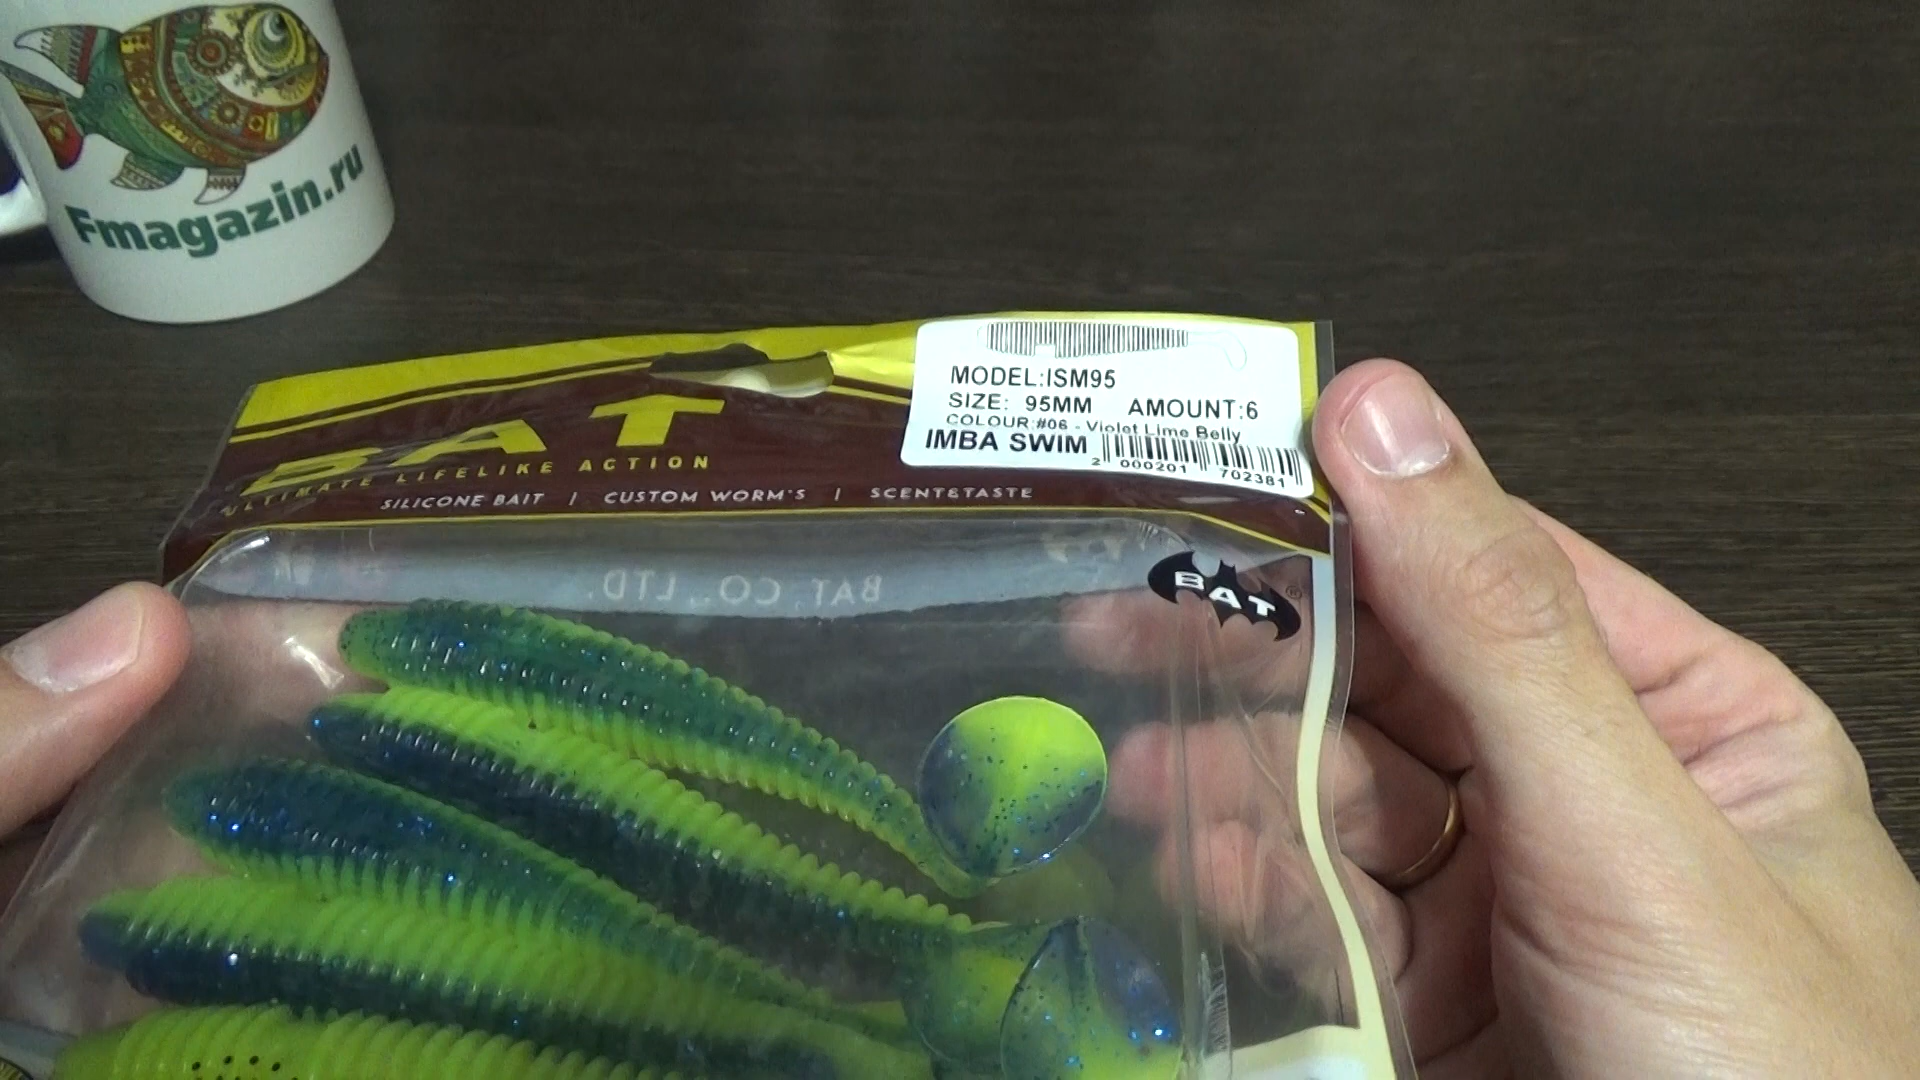 Fmagazin.ru
MODEL:ISM95
SIZE: 95MM AMOUNT:6
COLOUR:#06 - Violet Lime Belly
IMBA SWIM
2 000201 702381
BAT
ULTIMATE LIFELIKE ACTION
SILICONE BAIT | CUSTOM WORM'S | SCENT&TASTE
BAT ®
BAT CO., LTD.